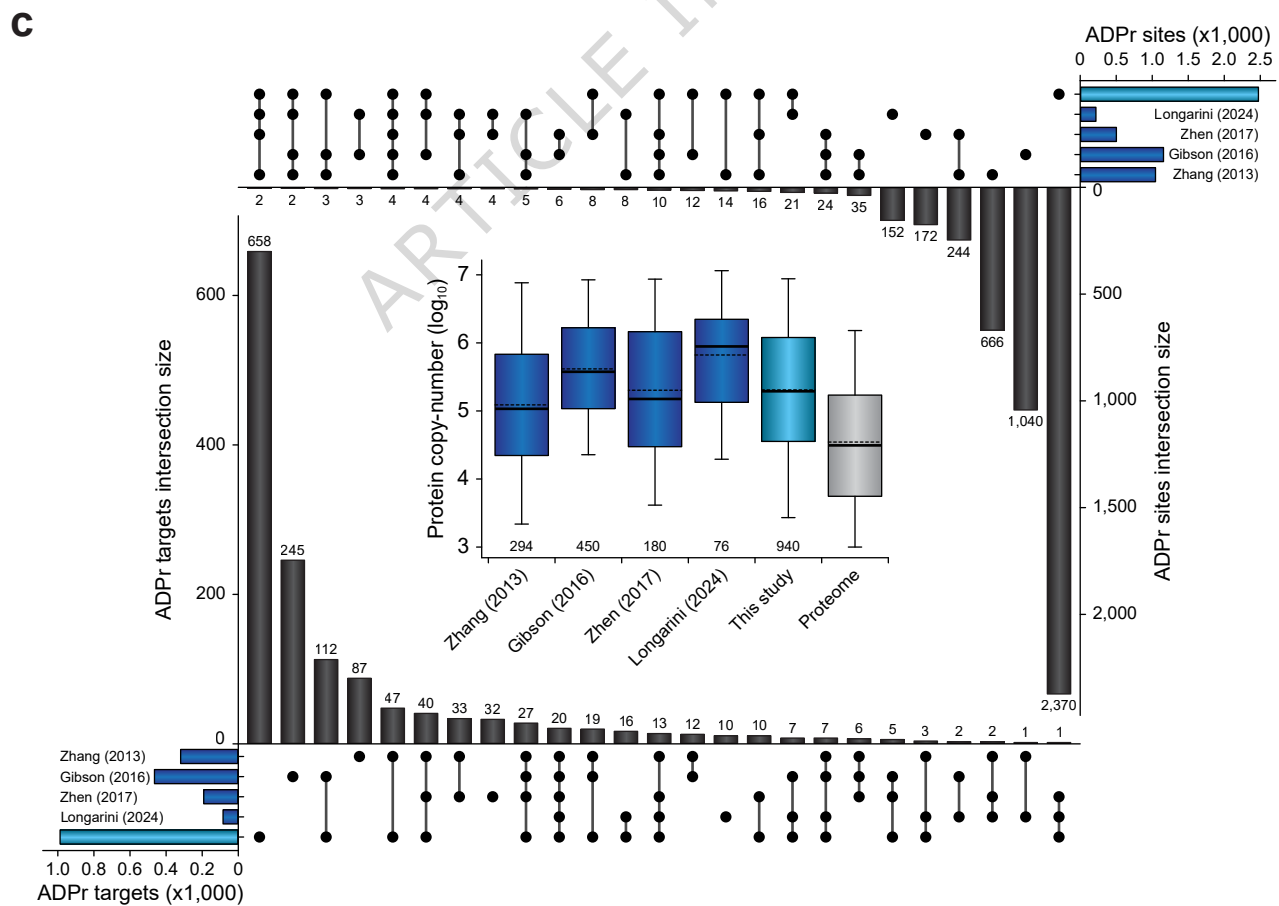 c
ARTICLE I
ADPr sites (x1,000)
0 0.5 1.0 1.5 2.0 2.5
Longarini (2024)
Zhen (2017)
Gibson (2016)
Zhang (2013)
2 2 3 3 4 4 4 4 5 6 8 8 10 12 14 16 21 24 35 152 172 244 666 1,040 2,370
0
500
1,000
1,500
2,000
ADPr sites intersection size
ADPr targets intersection size
600
400
200
0
658 245 112 87 47 40 33 32 27 20 19 16 13 12 10 10 7 7 6 5 3 2 2 1 1
Protein copy-number (log10)
7
6
5
4
3
294 450 180 76 940
Zhang (2013)
Gibson (2016)
Zhen (2017)
Longarini (2024)
This study
Proteome
Zhang (2013)
Gibson (2016)
Zhen (2017)
Longarini (2024)
1.0 0.8 0.6 0.4 0.2 0
ADPr targets (x1,000)